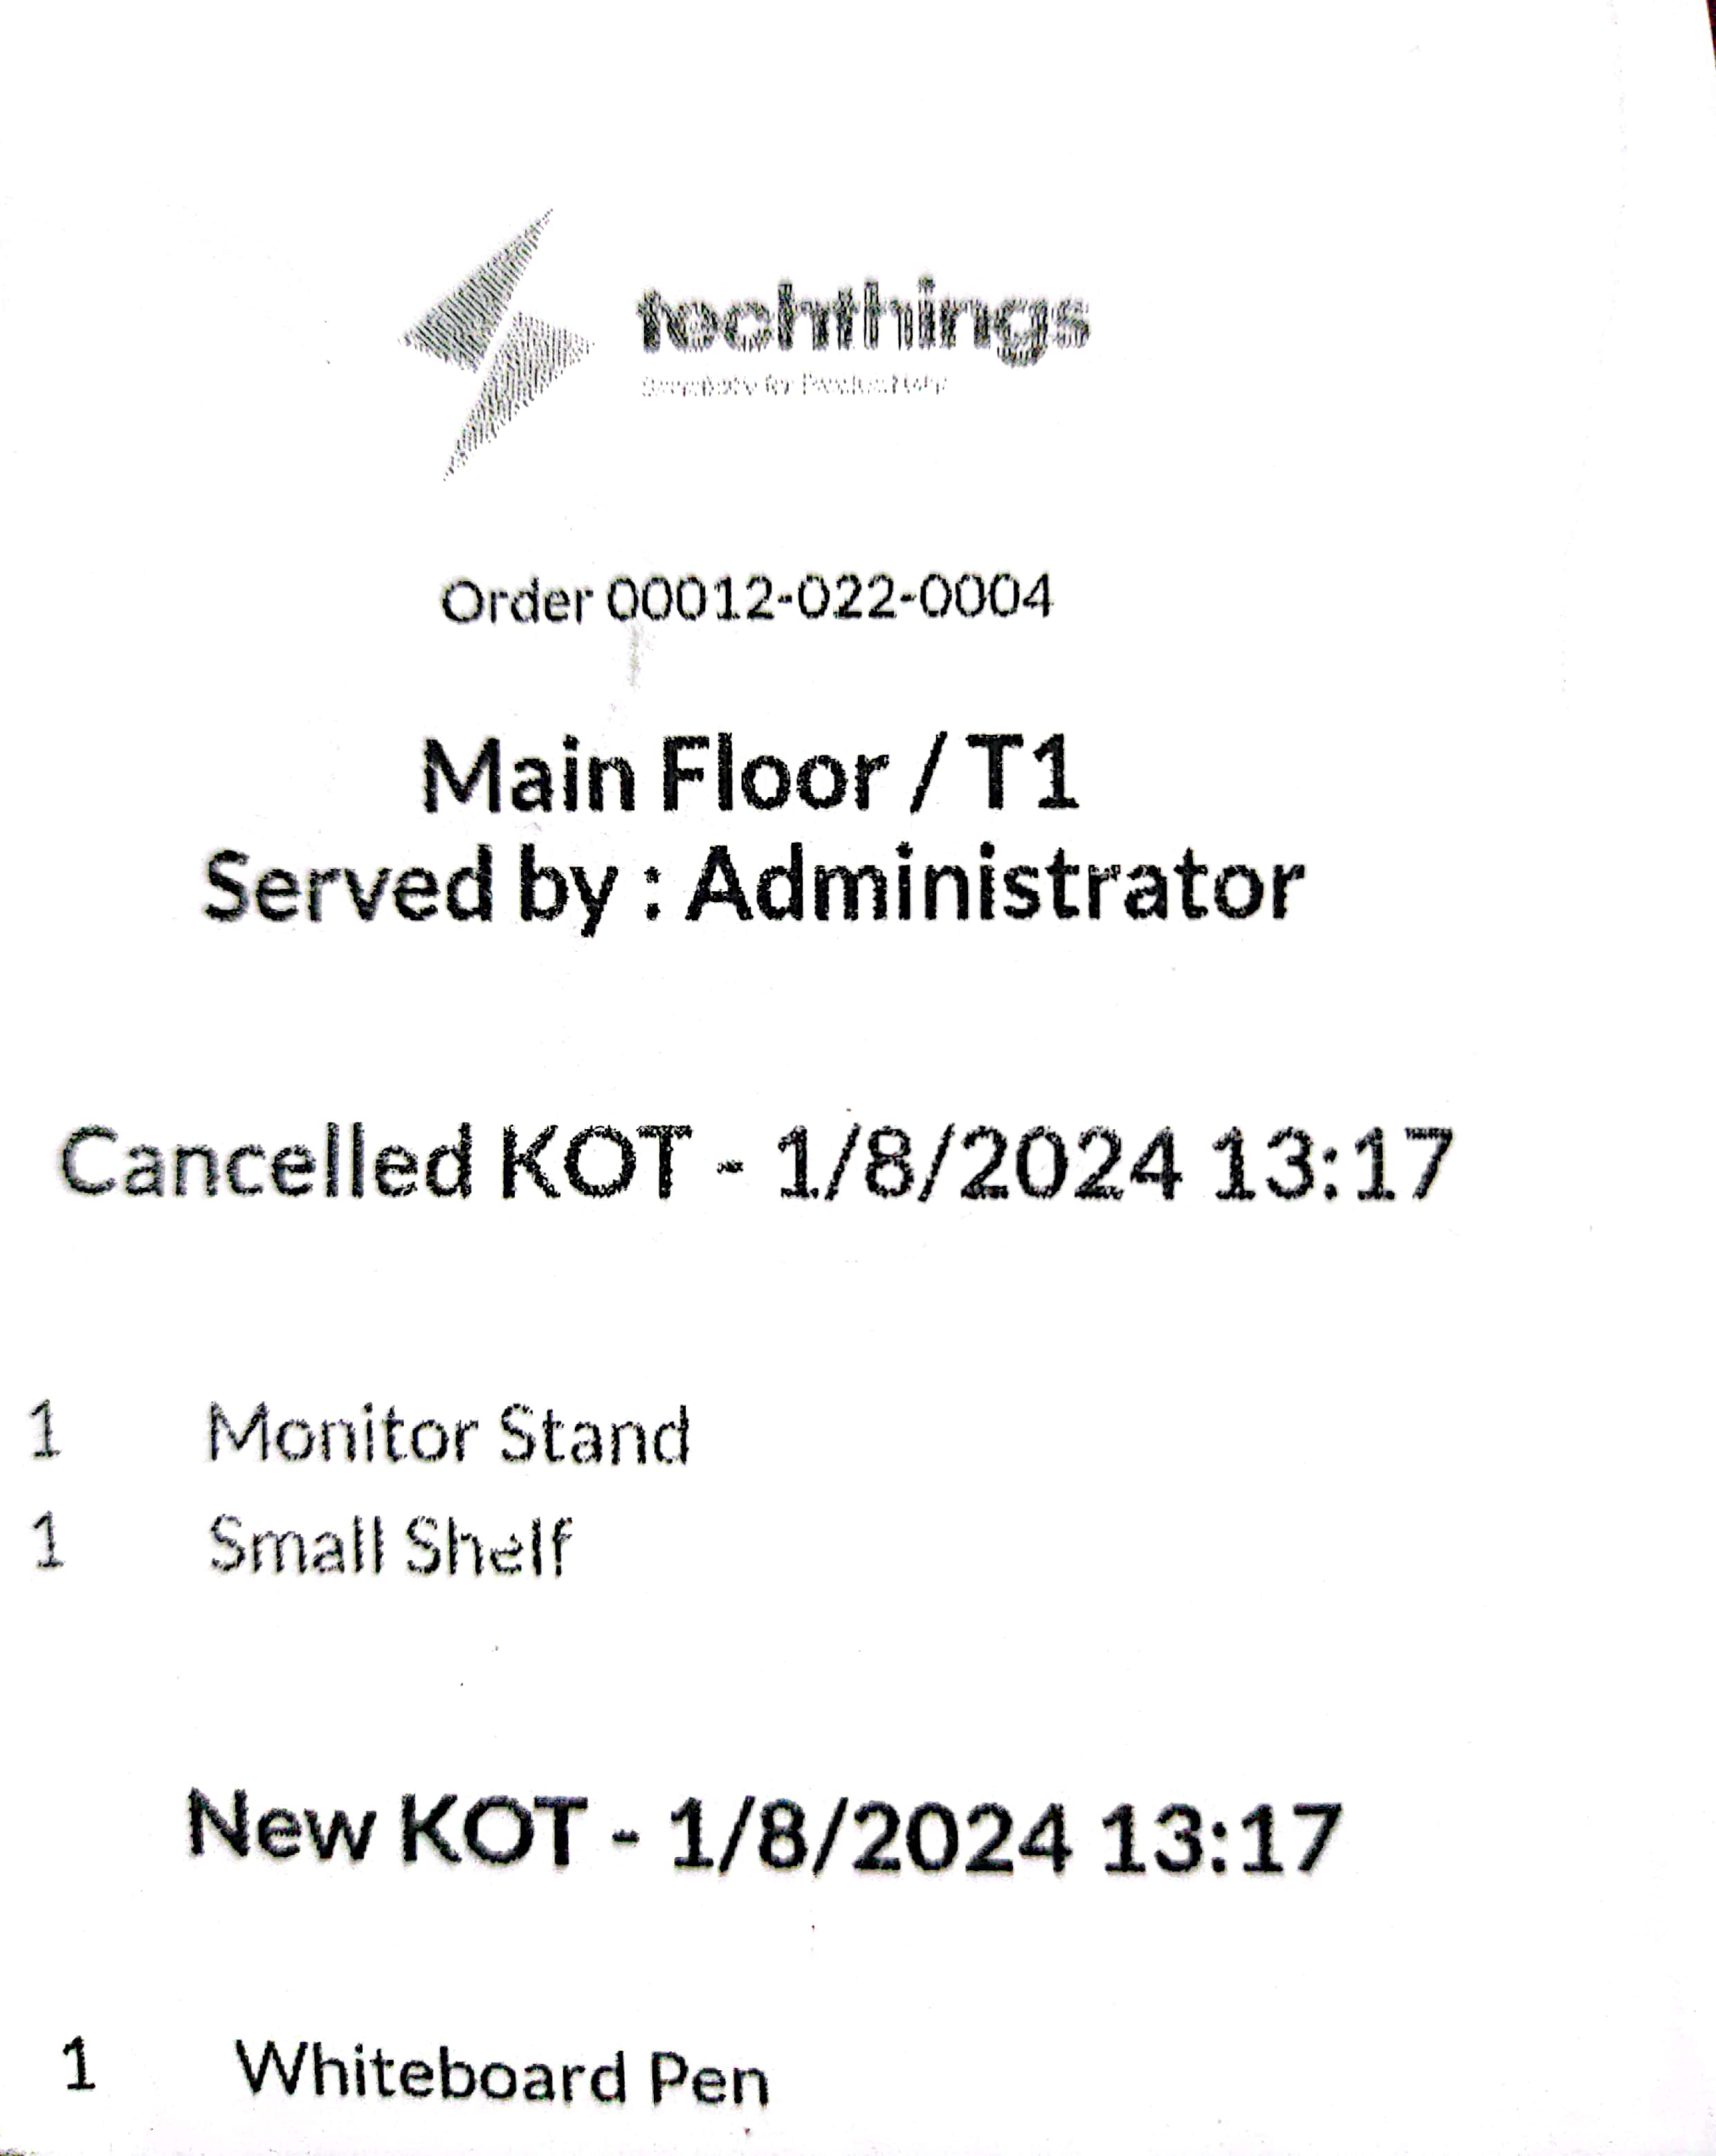 techthings
Order 00012-022-0004
Main Floor / T1
Served by : Administrator
Cancelled KOT - 1/8/2024 13:17
1 Monitor Stand
1 Small Shelf
New KOT - 1/8/2024 13:17
1 Whiteboard Pen